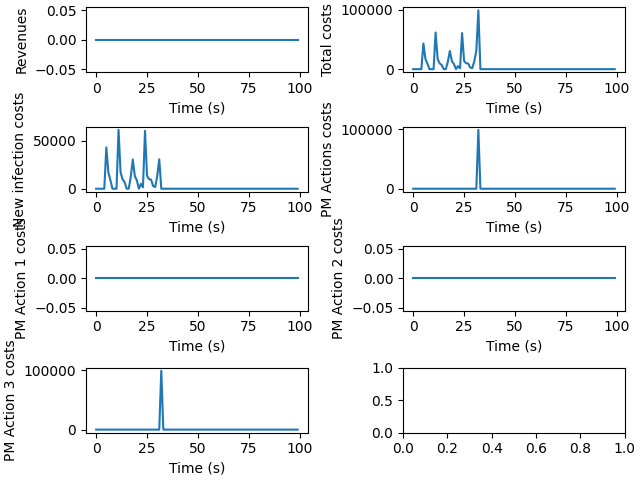 Revenues
0.05
0.00
−0.05
0 25 50 75 100
Time (s)
Total costs
100000
0
0 25 50 75 100
Time (s)
New infection costs
50000
0
0 25 50 75 100
Time (s)
PM Actions costs
100000
0
0 25 50 75 100
Time (s)
PM Action 1 costs
0.05
0.00
−0.05
0 25 50 75 100
Time (s)
PM Action 2 costs
0.05
0.00
−0.05
0 25 50 75 100
Time (s)
PM Action 3 costs
100000
0
0 25 50 75 100
Time (s)
1.0
0.5
0.0
0.0 0.2 0.4 0.6 0.8 1.0